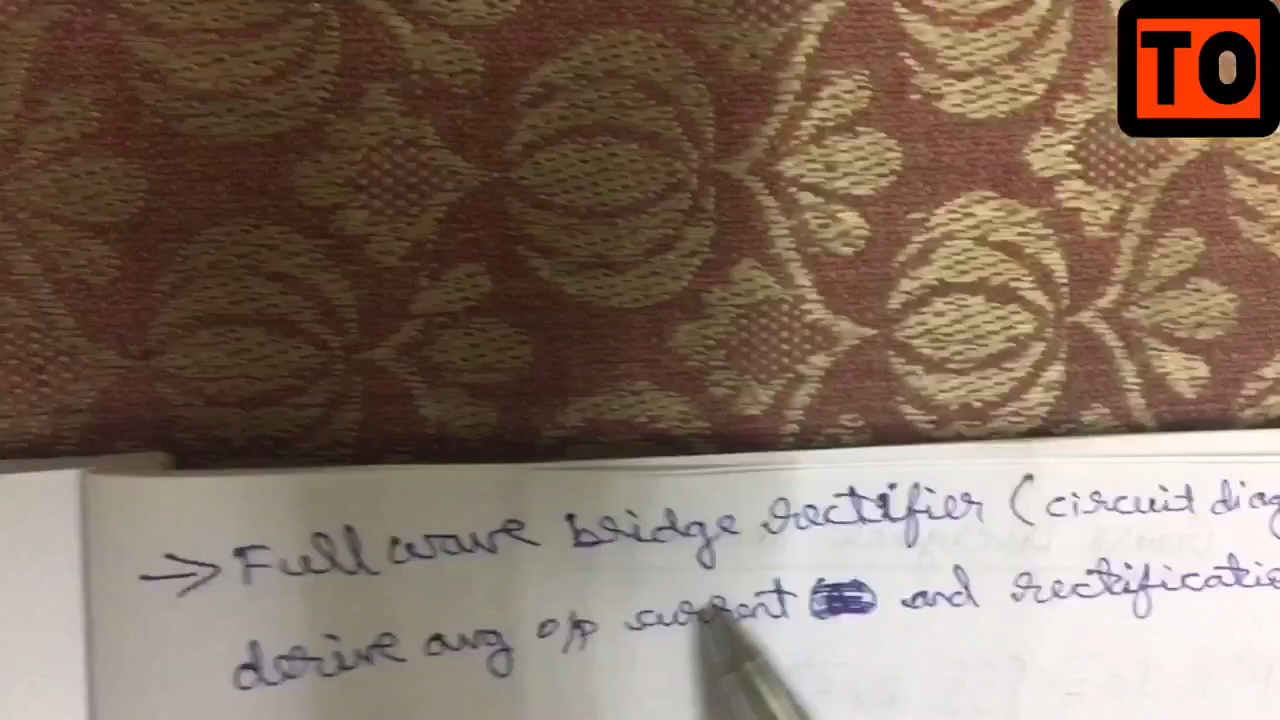 TO
→ Full wave bridge rectifier (circuit diag
derive avg o/p current and rectificatio